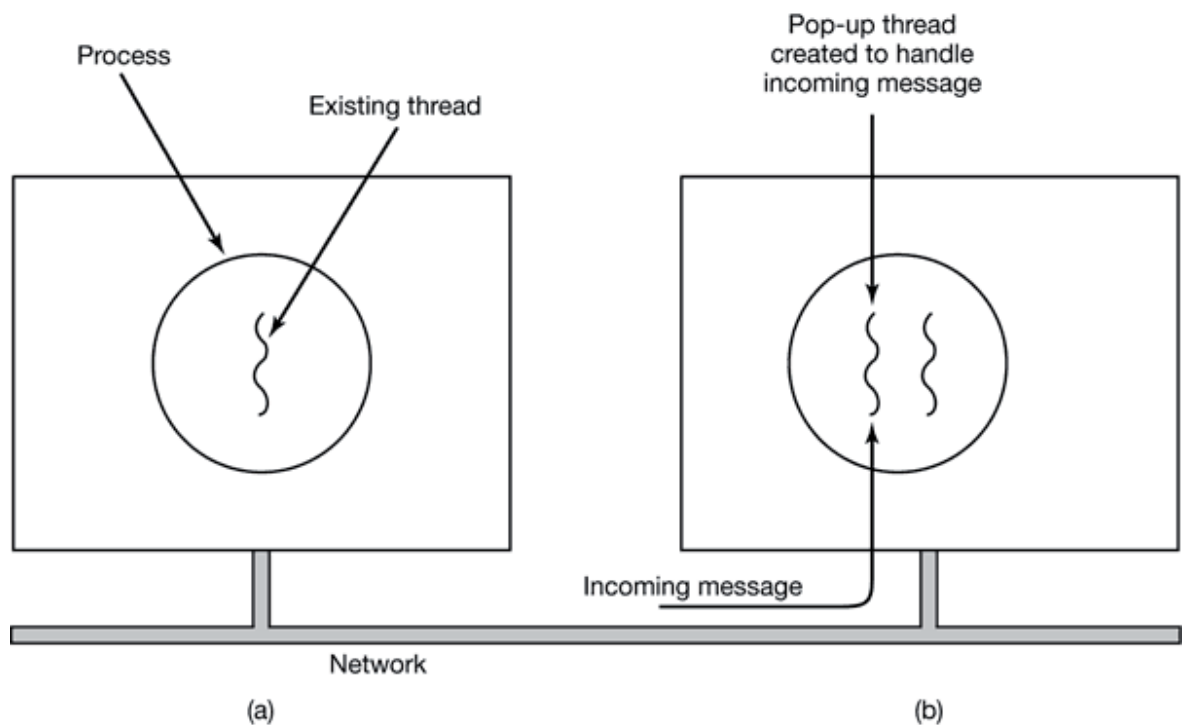 Process
Existing thread
Pop-up thread
created to handle
incoming message
Incoming message
Network
(a)
(b)